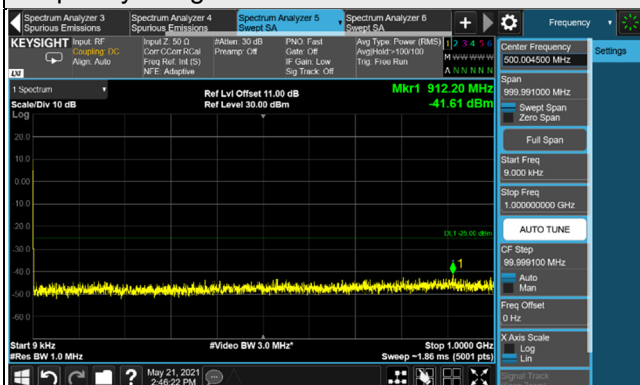 Spectrum Analyzer 3
Spurious Emissions
Spectrum Analyzer 4
Spurious Emissions
Spectrum Analyzer 5
Swept SA
Spectrum Analyzer 6
Swept SA
+
Frequency
KEYSIGHT
Input: RF
Coupling: DC
Align: Auto
LXI
Input Z: 50 Ω
Corr CCorr RCal
Freq Ref: Int (S)
NFE: Adaptive
#Atten: 30 dB
Preamp: Off
PNO: Fast
Gate: Off
IF Gain: Low
Sig Track: Off
Avg Type: Power (RMS)
Avg|Hold:>100/100
Trig: Free Run
1 2 3 4 5 6
M W W W W W
A N N N N N
1 Spectrum
Scale/Div 10 dB
Log
Ref Lvl Offset 11.00 dB
Ref Level 30.00 dBm
Mkr1 912.20 MHz
-41.61 dBm
20.0
10.0
0.00
-10.0
-20.0
-30.0
-40.0
-50.0
-60.0
DL1 -25.00 dBm
1
Start 9 kHz
#Res BW 1.0 MHz
#Video BW 3.0 MHz*
Stop 1.0000 GHz
Sweep ~1.86 ms (5001 pts)
May 21, 2021
2:46:22 PM
Center Frequency
500.004500 MHz
Settings
Span
999.991000 MHz
Swept Span
Zero Span
Full Span
Start Freq
9.000 kHz
Stop Freq
1.000000000 GHz
AUTO TUNE
CF Step
99.999100 MHz
Auto
Man
Freq Offset
0 Hz
X Axis Scale
Log
Lin
Signal Track